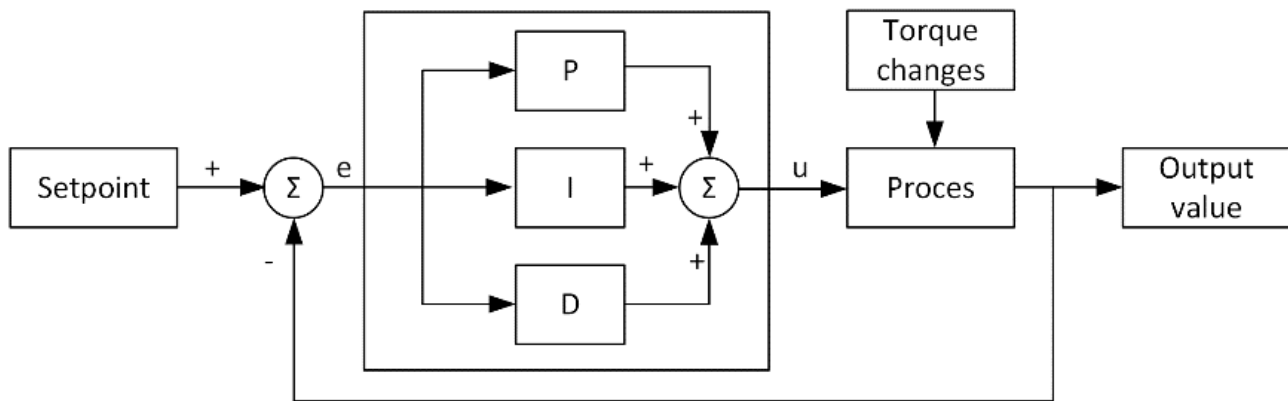 Torque
changes
P
+
+
e
+
u
Setpoint
Σ
I
Σ
Proces
Output
value
-
+
D